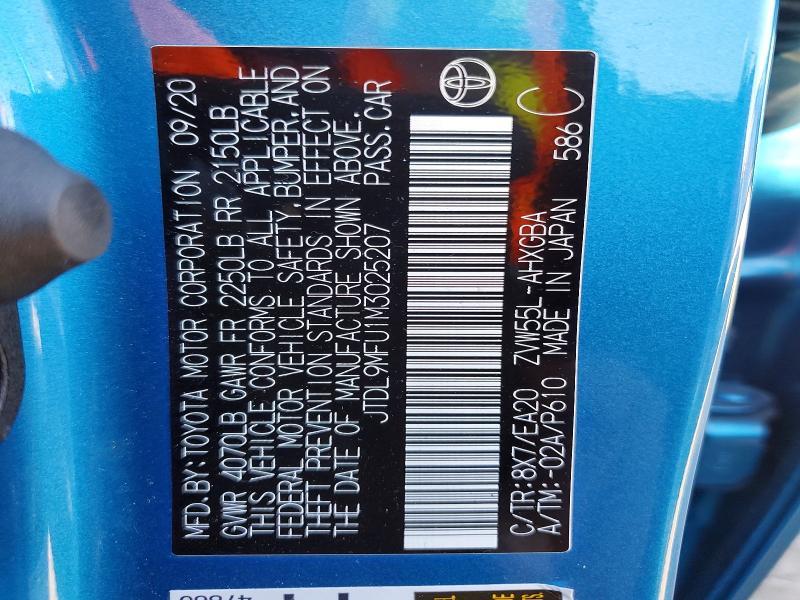 MFD.BY:TOYOTA MOTOR CORPORATION 09/20
GVWR 4070LB GAWR FR 2250LB RR 2150LB
THIS VEHICLE CONFORMS TO ALL APPLICABLE
FEDERAL MOTOR VEHICLE SAFETY,BUMPER,AND
THEFT PREVENTION STANDARDS IN EFFECT ON
THE DATE OF MANUFACTURE SHOWN ABOVE.
JTDL9MFU1M3025207 PASS.CAR
C/TR:8X7/EA20 ZVW55L-AHXGBA
A/TM:-02A/P610 MADE IN JAPAN 586 C